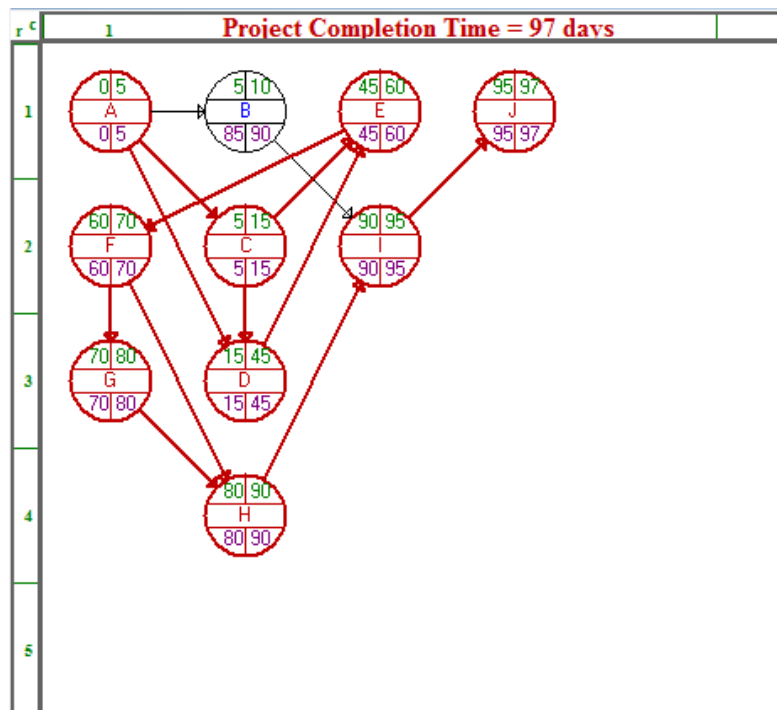 r c 1 Project Completion Time = 97 days
0 5 5 10 45 60 95 97
1 A B E J
0 5 85 90 45 60 95 97
60 70 5 15 90 95
2 F C I
60 70 5 15 90 95
70 80 15 45
3 G D
70 80 15 45
80 90
4 H
80 90
5